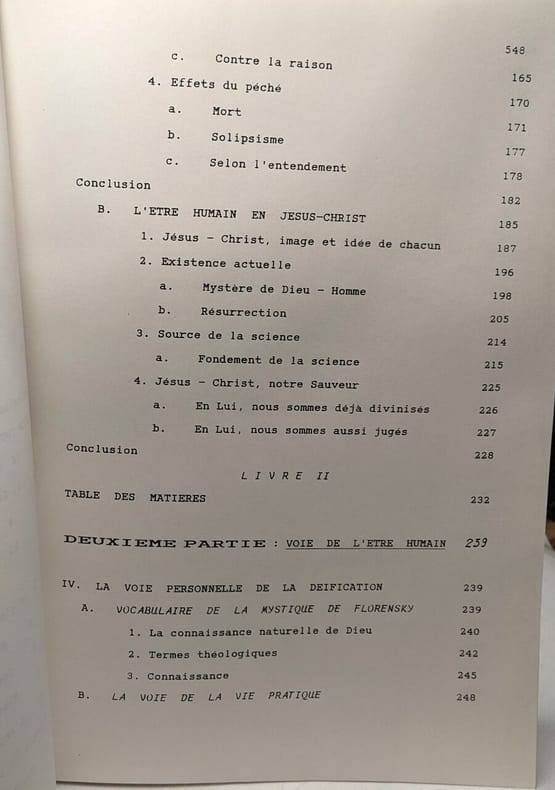 548
c. Contre la raison 165
4. Effets du péché 170
a. Mort 171
b. Solipsisme 177
c. Selon l'entendement 178
Conclusion 182
B. L'ETRE HUMAIN EN JESUS-CHRIST 185
1. Jésus - Christ, image et idée de chacun 187
2. Existence actuelle 196
a. Mystère de Dieu - Homme 198
b. Résurrection 205
3. Source de la science 214
a. Fondement de la science 215
4. Jésus - Christ, notre Sauveur 225
a. En Lui, nous sommes déjà divinisés 226
b. En Lui, nous sommes aussi jugés 227
Conclusion 228
L I V R E II
TABLE DES MATIERES 232
DEUXIEME PARTIE : VOIE DE L'ETRE HUMAIN 239
IV. LA VOIE PERSONNELLE DE LA DEIFICATION 239
A. VOCABULAIRE DE LA MYSTIQUE DE FLORENSKY 239
1. La connaissance naturelle de Dieu 240
2. Termes théologiques 242
3. Connaissance 245
B. LA VOIE DE LA VIE PRATIQUE 248